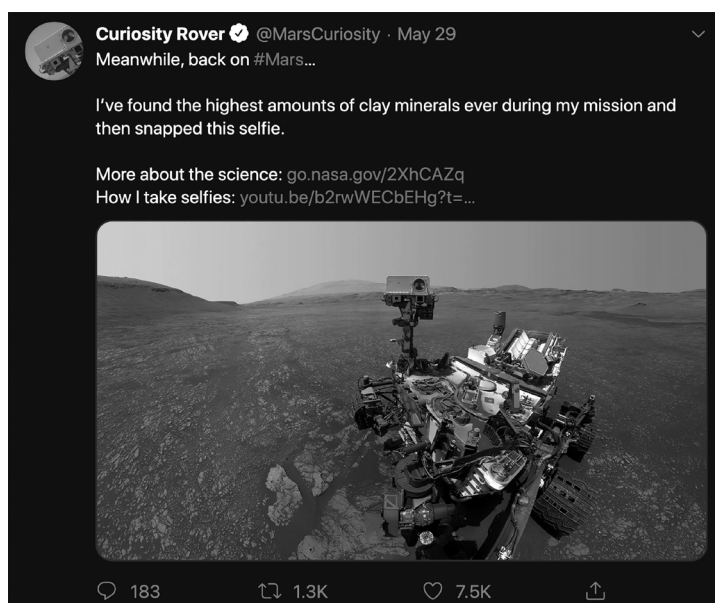 Curiosity Rover @MarsCuriosity · May 29
Meanwhile, back on #Mars...
I've found the highest amounts of clay minerals ever during my mission and
then snapped this selfie.
More about the science: go.nasa.gov/2XhCAZq
How I take selfies: youtu.be/b2rwWECbEHg?t=...
183 1.3K 7.5K